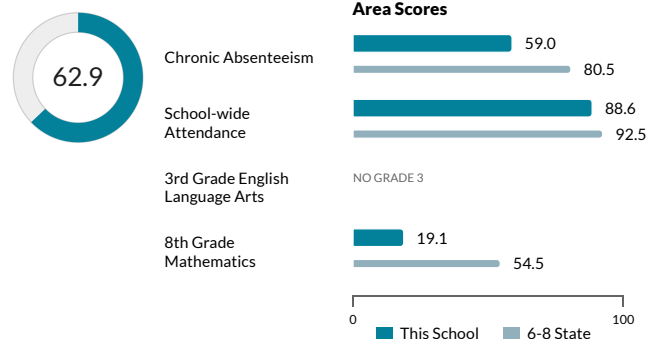 Area Scores
62.9
Chronic Absenteeism
59.0
80.5
School-wide
Attendance
88.6
92.5
3rd Grade English
Language Arts
NO GRADE 3
8th Grade
Mathematics
19.1
54.5
0
100
This School
6-8 State